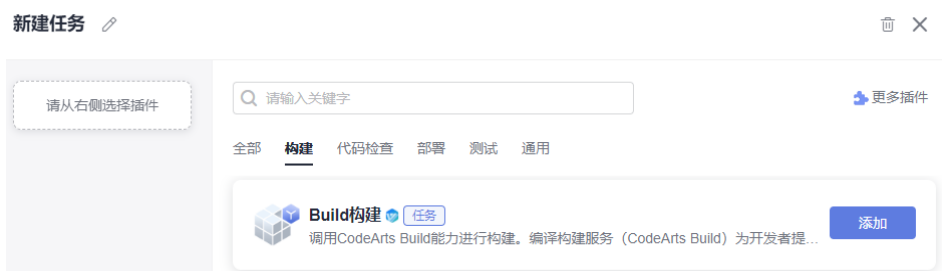 新建任务
请从右侧选择插件
请输入关键字
更多插件
全部 构建 代码检查 部署 测试 通用
Build构建 任务
调用CodeArts Build能力进行构建。编译构建服务（CodeArts Build）为开发者提...
添加